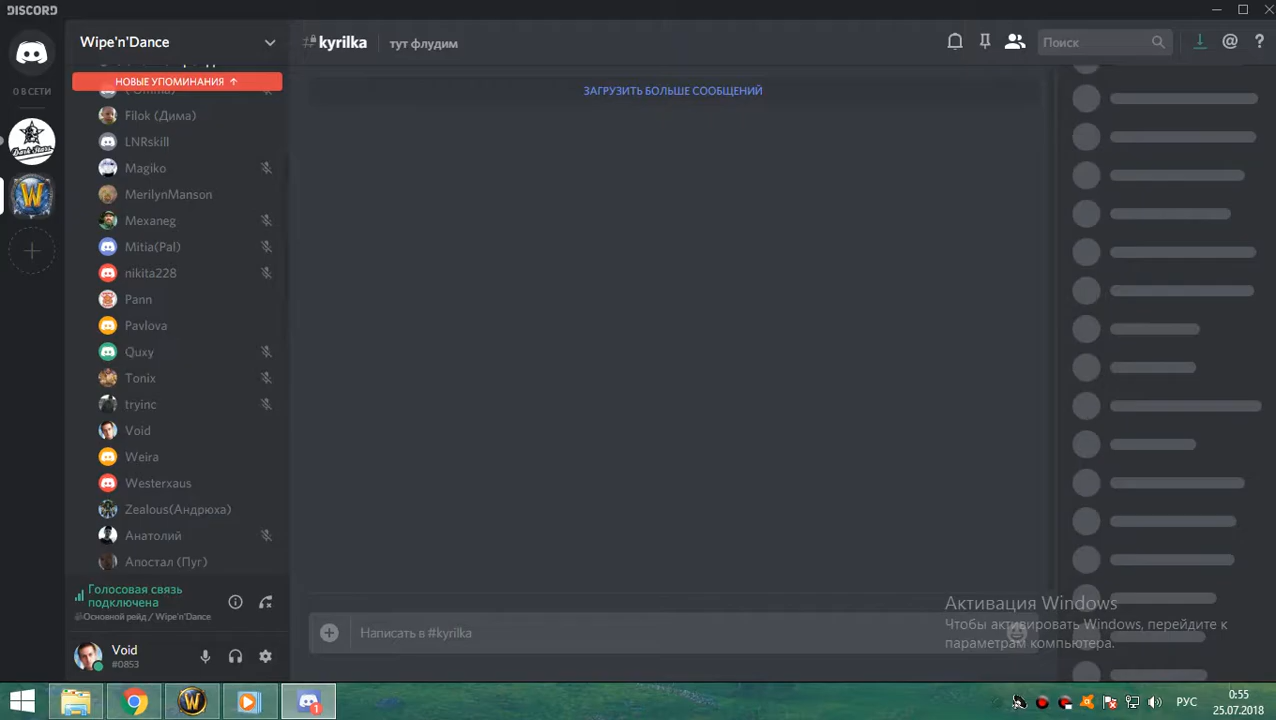 DISCORD
Wipe'n'Dance
#kyrilka
тут флудим
Поиск
0 В СЕТИ
НОВЫЕ УПОМИНАНИЯ
ЗАГРУЗИТЬ БОЛЬШЕ СООБЩЕНИЙ
Filok (Дима)
LNRskill
Magiko
MerilynManson
Mexaneg
Mitia(Pal)
nikita228
Pann
Pavlova
Quxy
Tonix
tryinc
Void
Weira
Westerxaus
Zealous(Андрюха)
Анатолий
Апостал (Пуг)
Голосовая связь
подключена
Основной рейд / Wipe'n'Dance
Void
#0853
Написать в #kyrilka
Активация Windows
Чтобы активировать Windows, перейдите к
параметрам компьютера.
РУС
0:55
25.07.2018